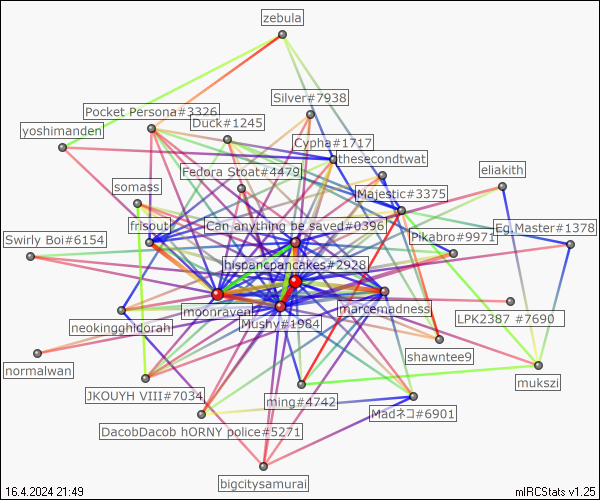 zebula
Silver#7938
Pocket Persona#3326
Duck#1245
yoshimanden
Cypha#1717
thesecondtwat
Fedora Stoat#4479
eliakith
somass
Majestic#3375
frisout
Can anything be saved#0396
Eg.Master#1378
Swirly Boi#6154
Pikabro#9971
hispancpancakes#2928
moonraven
marcemadness
LPK2387 #7690
neokingghidorah
Mushy#1984
normalwan
shawntee9
mukszi
JKOUYH VIII#7034
ming#4742
Madネコ#6901
DacobDacob hORNY police#5271
bigcitysamurai
16.4.2024 21:49
mIRCStats v1.25